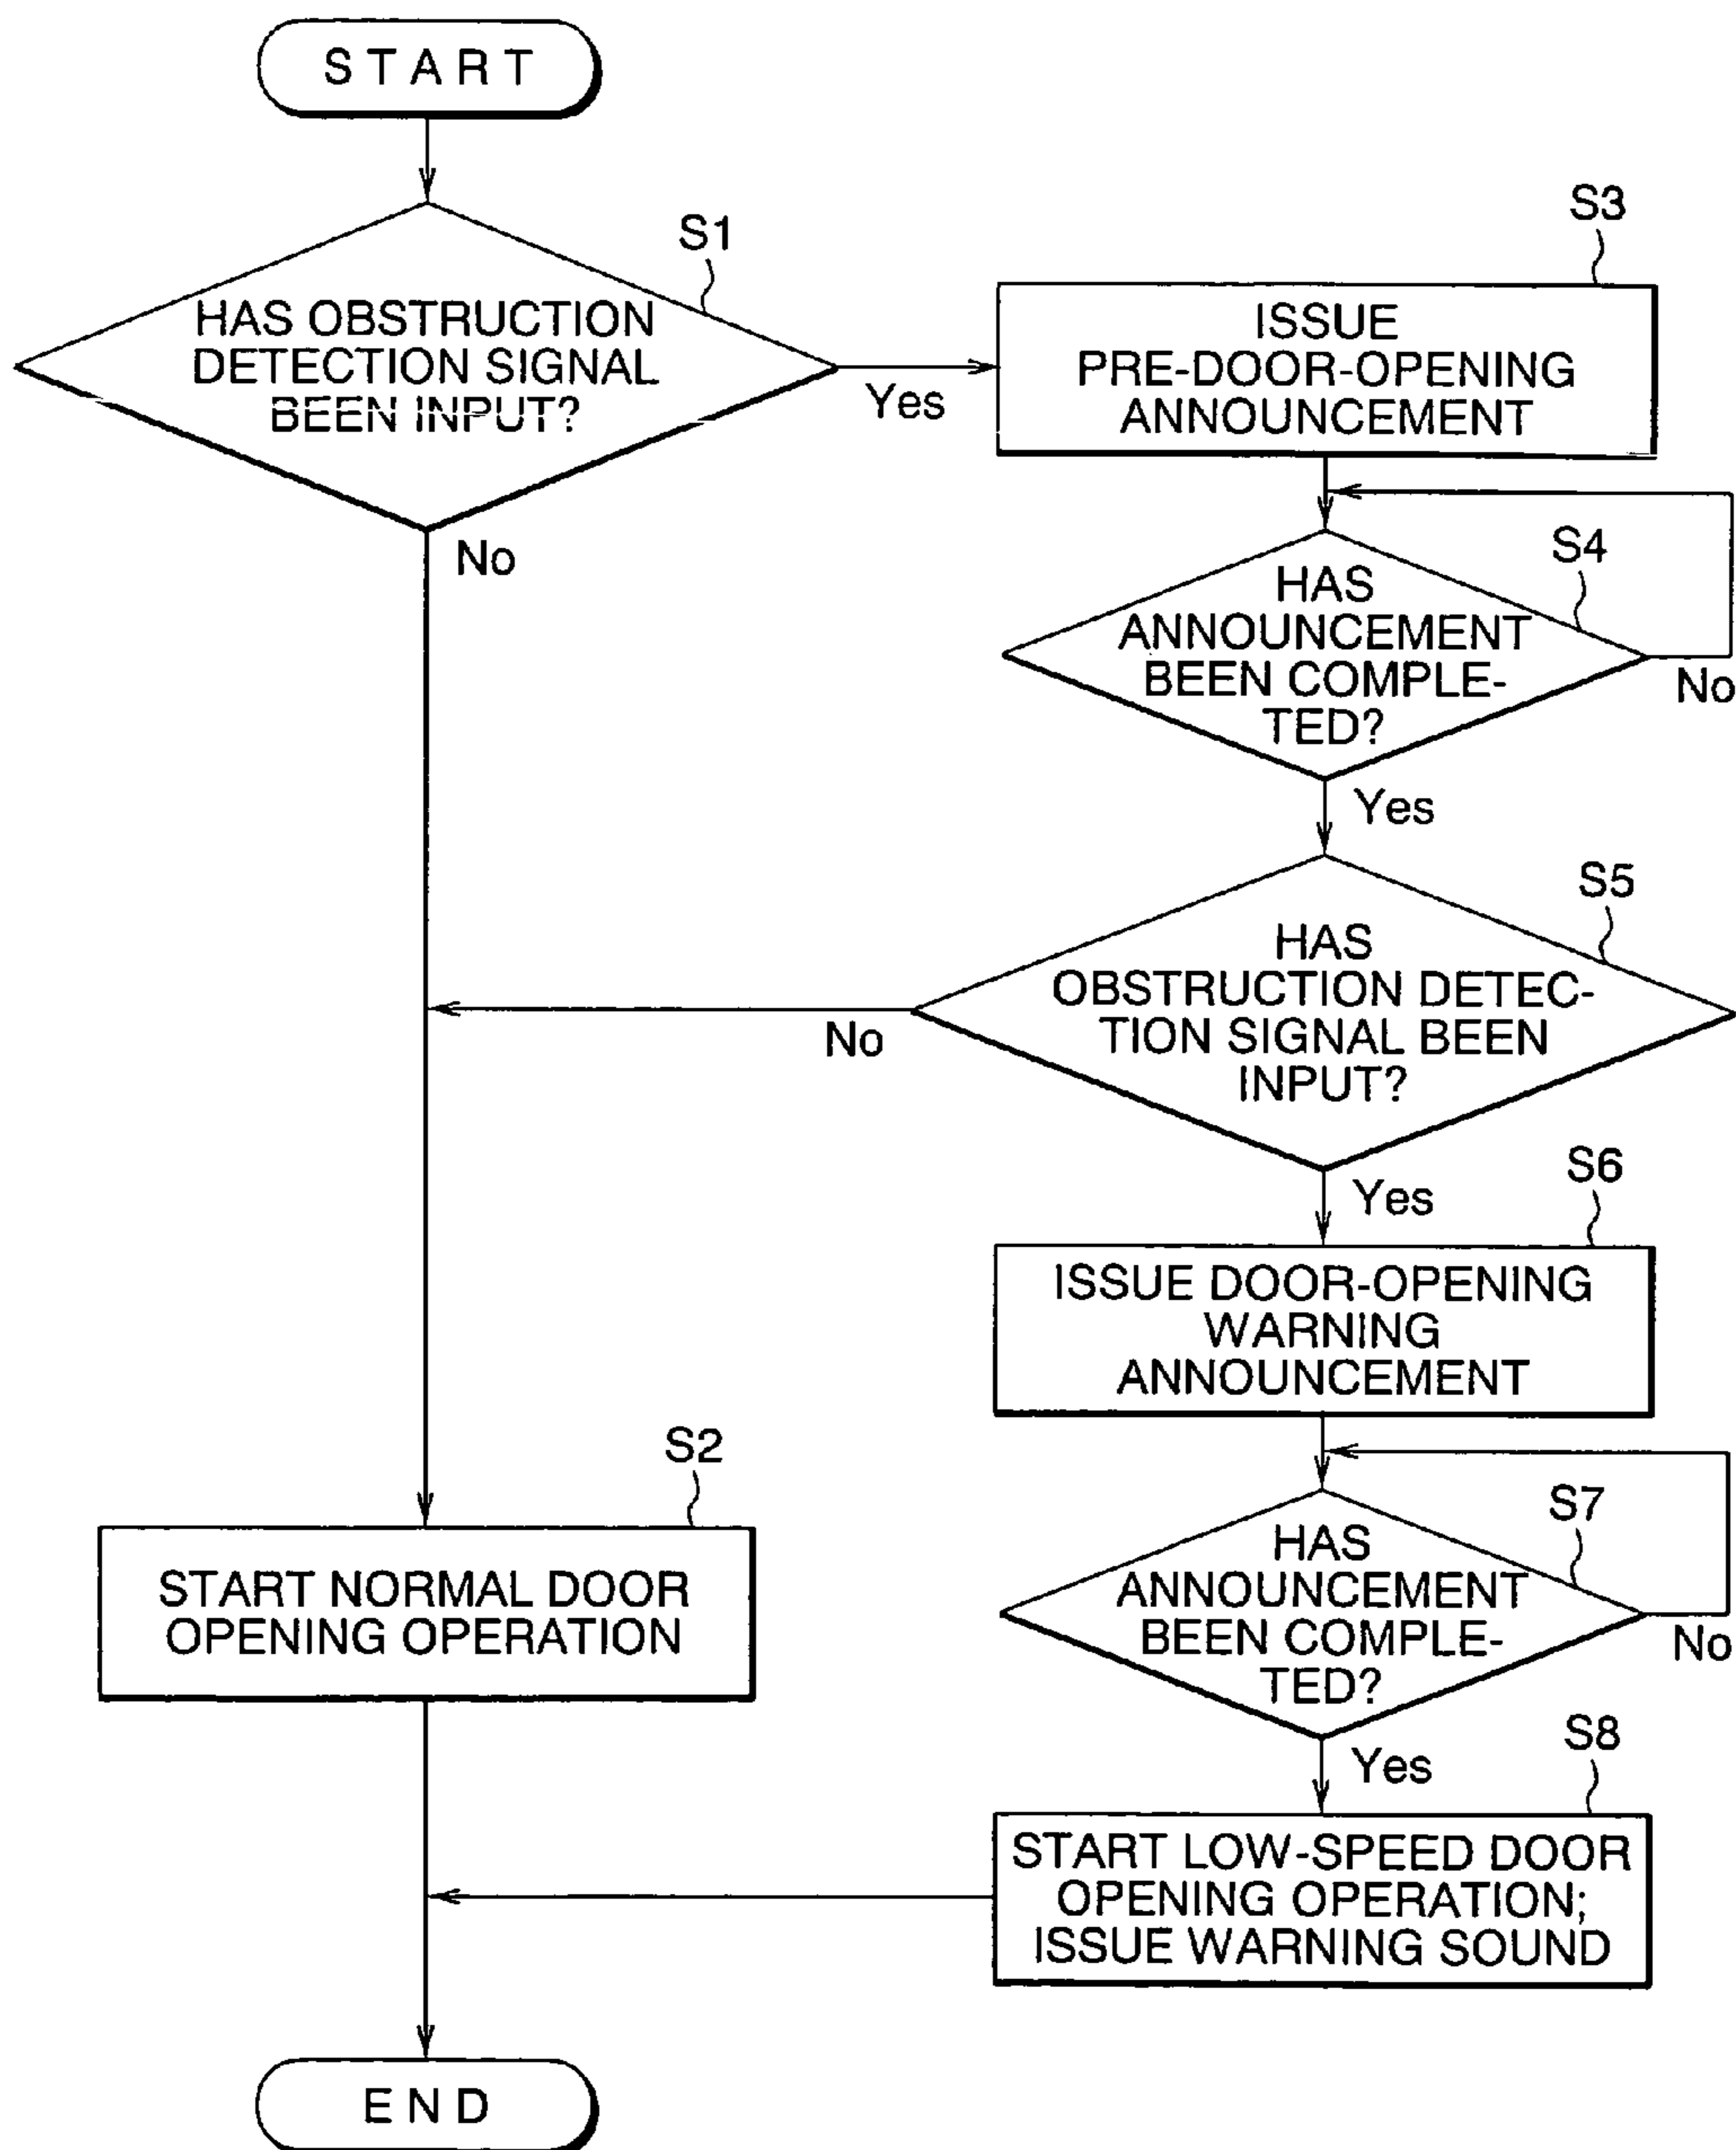 START
S1
HAS OBSTRUCTION
DETECTION SIGNAL
BEEN INPUT?
Yes
No
S3
ISSUE
PRE-DOOR-OPENING
ANNOUNCEMENT
S4
HAS
ANNOUNCEMENT
BEEN COMPLE-
TED?
No
Yes
S5
HAS
OBSTRUCTION DETEC-
TION SIGNAL BEEN
INPUT?
No
Yes
S6
ISSUE DOOR-OPENING
WARNING
ANNOUNCEMENT
S2
START NORMAL DOOR
OPENING OPERATION
S7
HAS
ANNOUNCEMENT
BEEN COMPLE-
TED?
No
Yes
S8
START LOW-SPEED DOOR
OPENING OPERATION;
ISSUE WARNING SOUND
END